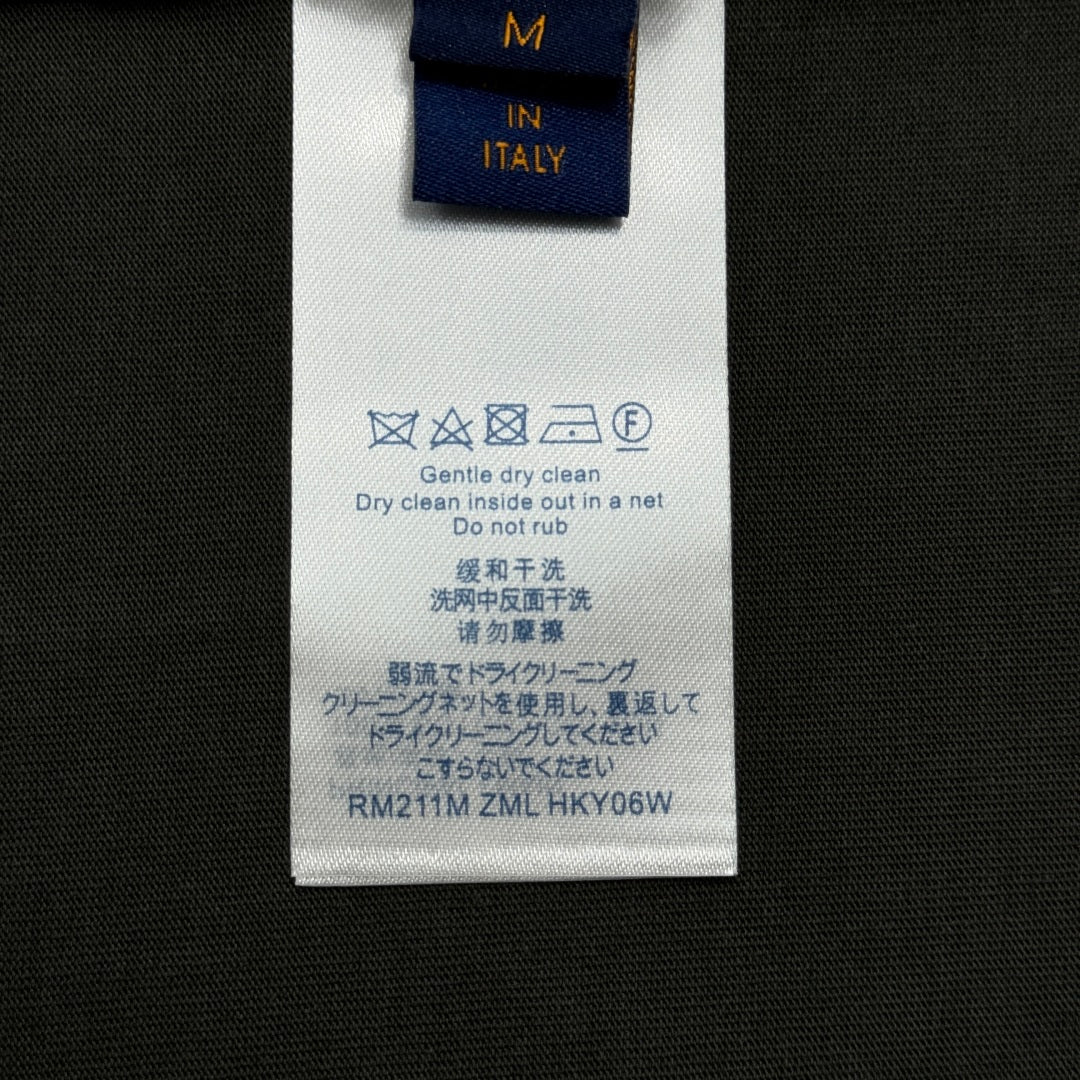 M
IN
ITALY
F
Gentle dry clean
Dry clean inside out in a net
Do not rub
缓和干洗
洗网中反面干洗
请勿摩擦
弱流でドライクリーニング
クリーニングネットを使用し、裏返して
ドライクリーニングしてください
こすらないでください
RM211M ZML HKY06W